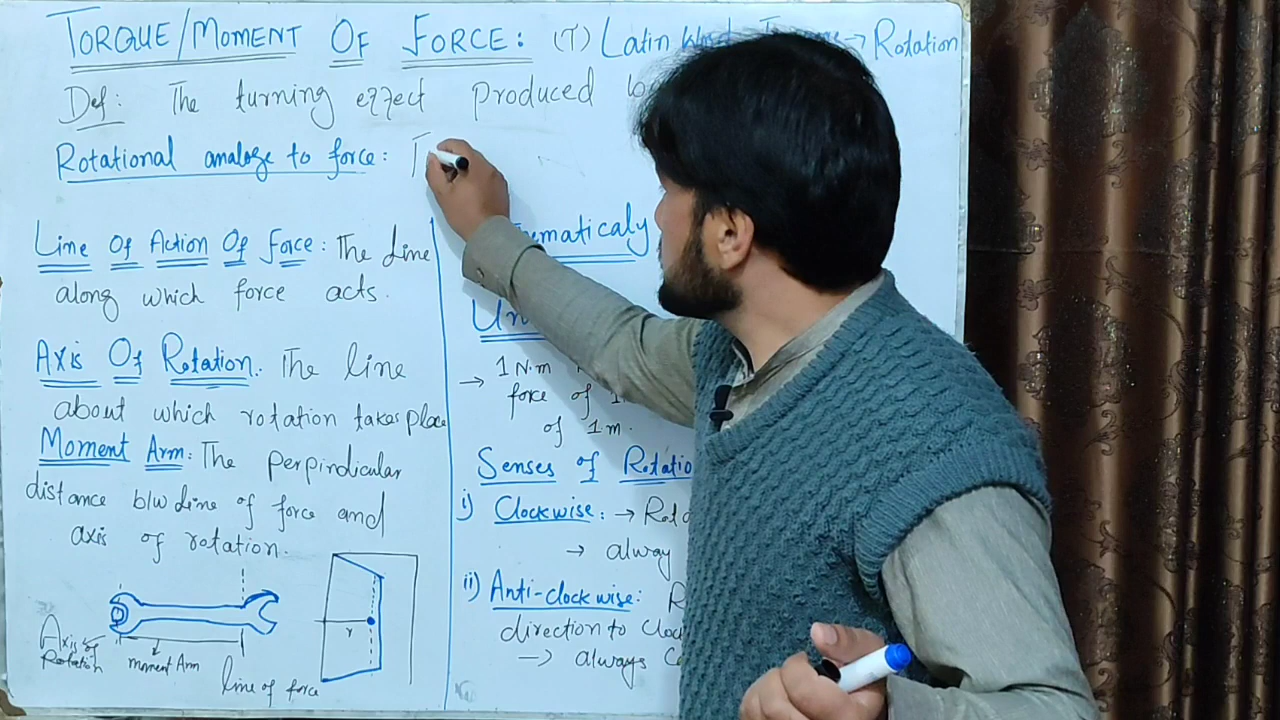 TORQUE/MOMENT OF FORCE: (T) Latin Word → Rotation
Def: The turning effect produced
Rotational analoge to force: T
Line Of Action Of Force: The Line
along which force acts.
Axis Of Rotation. The line
about which rotation takes place
Moment Arm: The perpindicular
distance b/w Line of force and
axis of rotation.
Axis of
Rotation
moment Arm
line of force
r
→ 1 N.m
force of 1
of 1m.
Senses of Rotatio
i) Clockwise: →
→ alway
ii) Anti-clockwise: R
direction to Cloc
→ always